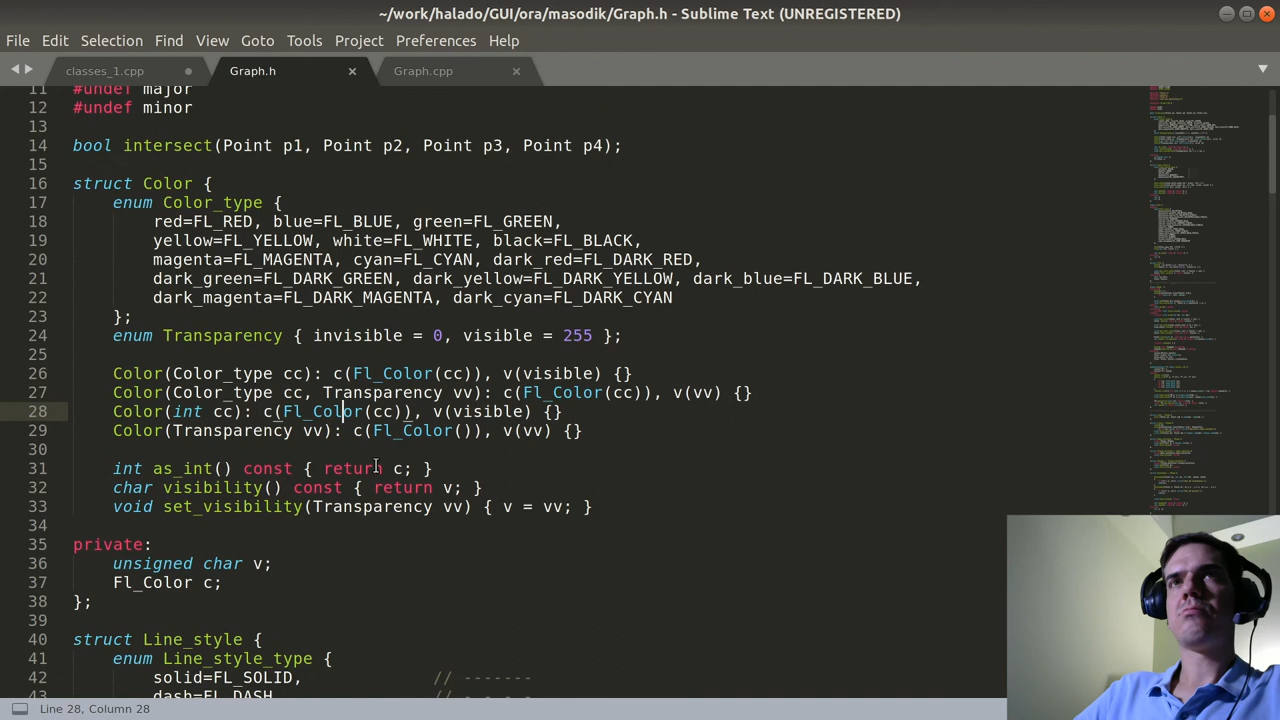 ~/work/halado/GUI/ora/masodik/Graph.h - Sublime Text (UNREGISTERED)
File Edit Selection Find View Goto Tools Project Preferences Help
classes_1.cpp Graph.h Graph.cpp
11 #undef major
12 #undef minor
13
14 bool intersect(Point p1, Point p2, Point p3, Point p4);
15
16 struct Color {
17 enum Color_type {
18 red=FL_RED, blue=FL_BLUE, green=FL_GREEN,
19 yellow=FL_YELLOW, white=FL_WHITE, black=FL_BLACK,
20 magenta=FL_MAGENTA, cyan=FL_CYAN, dark_red=FL_DARK_RED,
21 dark_green=FL_DARK_GREEN, dark_yellow=FL_DARK_YELLOW, dark_blue=FL_DARK_BLUE,
22 dark_magenta=FL_DARK_MAGENTA, dark_cyan=FL_DARK_CYAN
23 };
24 enum Transparency { invisible = 0, visible = 255 };
25
26 Color(Color_type cc): c(Fl_Color(cc)), v(visible) {}
27 Color(Color_type cc, Transparency vv): c(Fl_Color(cc)), v(vv) {}
28 Color(int cc): c(Fl_Color(cc)), v(visible) {}
29 Color(Transparency vv): c(Fl_Color()), v(vv) {}
30
31 int as_int() const { return c; }
32 char visibility() const { return v; }
33 void set_visibility(Transparency vv) { v = vv; }
34
35 private:
36 unsigned char v;
37 Fl_Color c;
38 };
39
40 struct Line_style {
41 enum Line_style_type {
42 solid=FL_SOLID, // -------
43 dash=FL_DASH, // - - - -
Line 28, Column 28